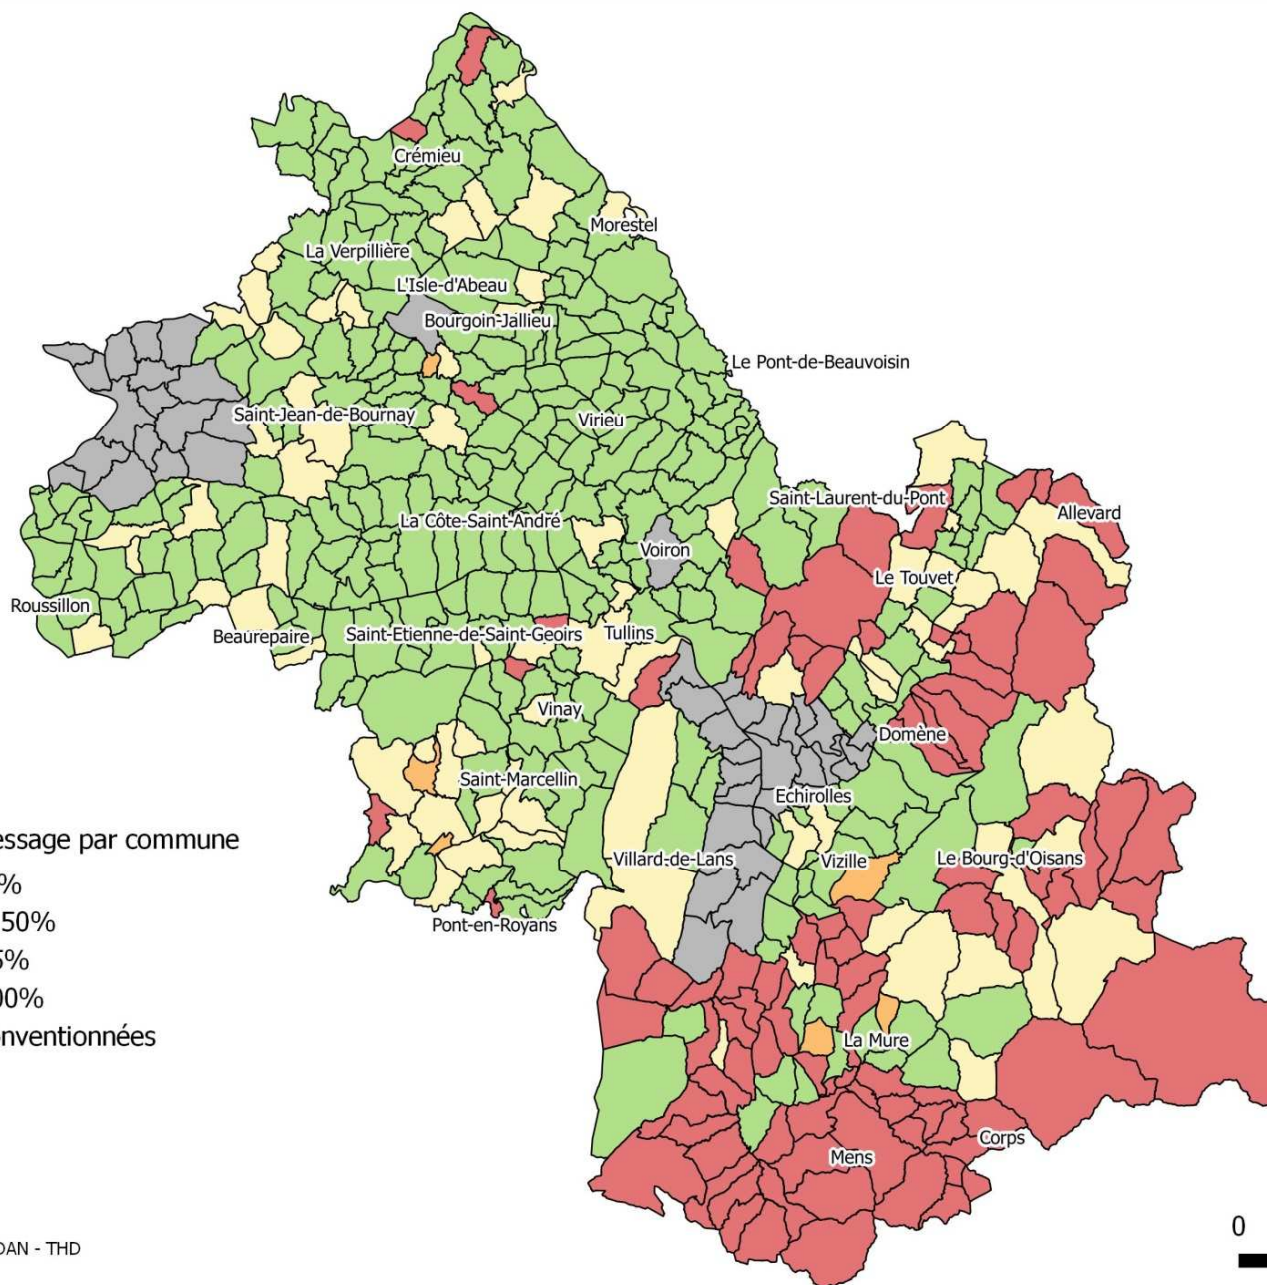 Crémieu
Morestel
La Verpillière
L'Isle-d'Abeau
Bourgoin-Jallieu
Le Pont-de-Beauvoisin
Saint-Jean-de-Bournay
Virieu
Saint-Laurent-du-Pont
Allevard
La Côte-Saint-André
Voiron
Le Touvet
Roussillon
Beaurepaire
Saint-Etienne-de-Saint-Geoirs
Tullins
Vinay
Domène
Saint-Marcellin
Echirolles
essage par commune
Villard-de-Lans
Vizille
Le Bourg-d'Oisans
%
50%
Pont-en-Royans
5%
00%
onventionnées
La Mure
Corps
Mens
0
DAN - THD